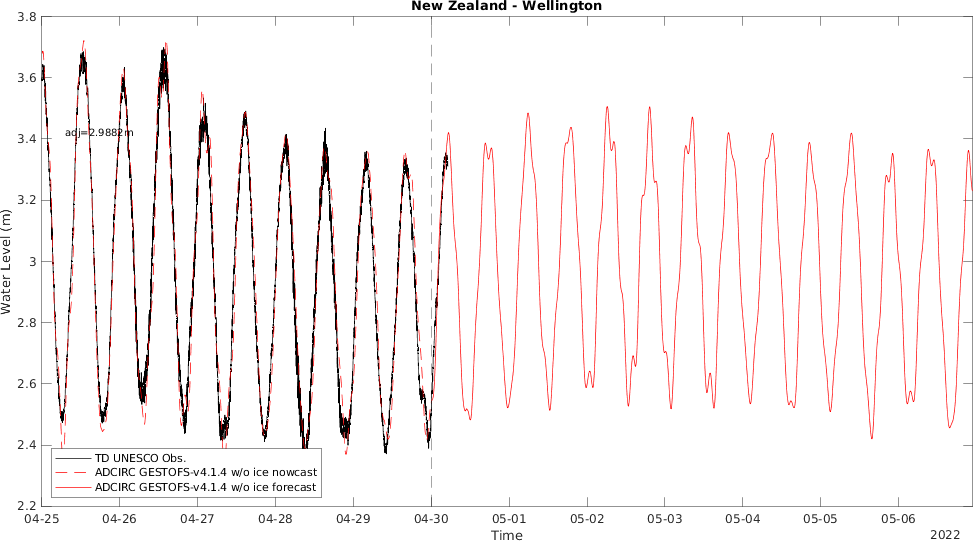 New Zealand - Wellington
3.8
3.6
3.4
3.2
3
2.8
2.6
2.4
2.2
Water Level (m)
adj=2.9882m
TD UNESCO Obs.
ADCIRC GESTOFS-v4.1.4 w/o ice nowcast
ADCIRC GESTOFS-v4.1.4 w/o ice forecast
04-25 04-26 04-27 04-28 04-29 04-30 05-01 05-02 05-03 05-04 05-05 05-06
Time
2022